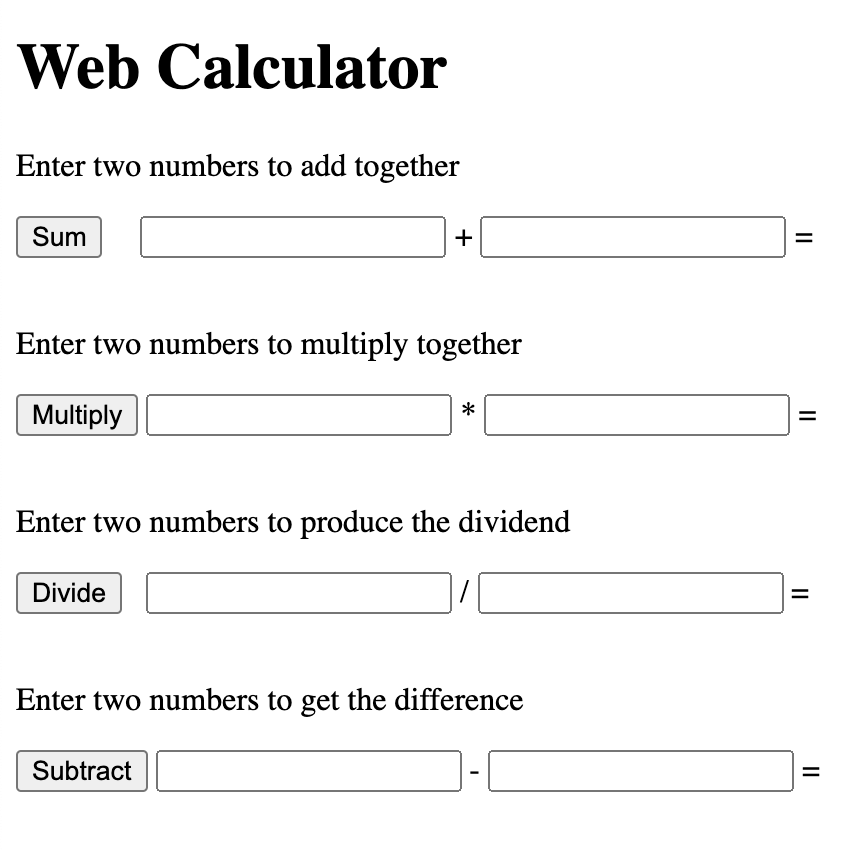 Web Calculator
Enter two numbers to add together
Sum + =
Enter two numbers to multiply together
Multiply * =
Enter two numbers to produce the dividend
Divide / =
Enter two numbers to get the difference
Subtract - =